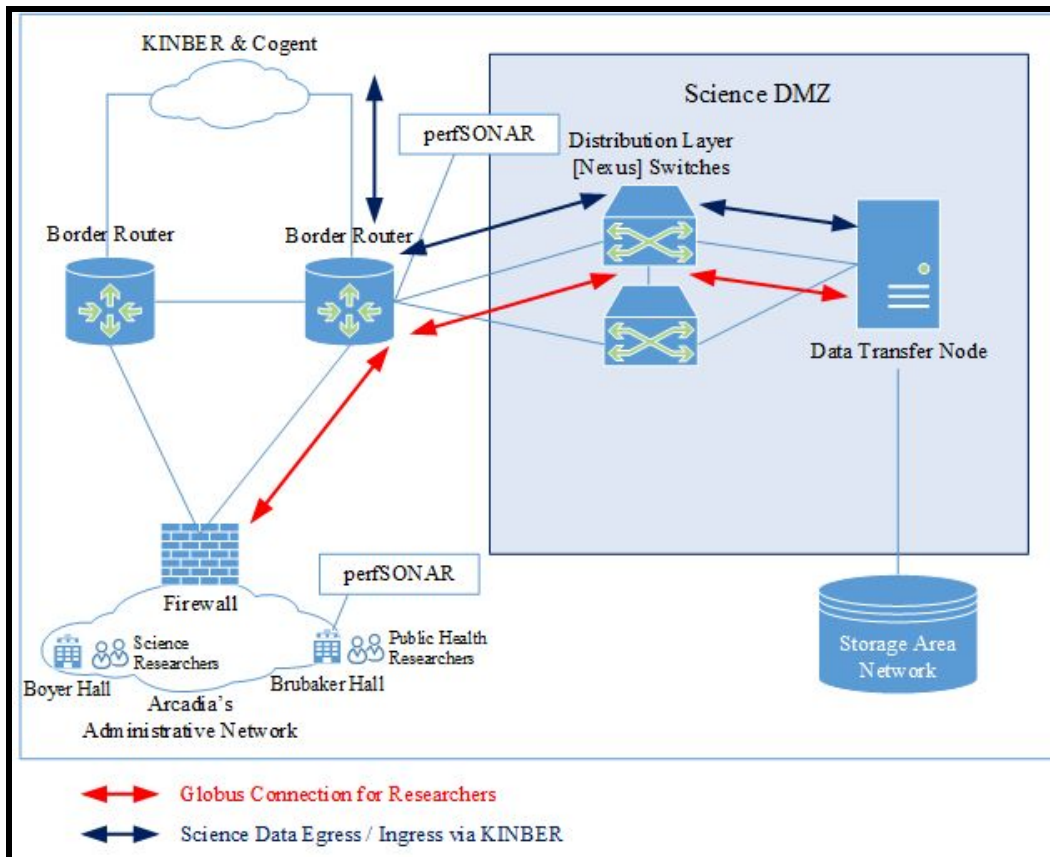 KINBER & Cogent
Science DMZ
perfSONAR
Distribution Layer
[Nexus] Switches
Border Router
Border Router
Data Transfer Node
perfSONAR
Firewall
Science
Researchers
Public Health
Researchers
Boyer Hall
Brubaker Hall
Arcadia's
Administrative Network
Storage Area
Network
Globus Connection for Researchers
Science Data Egress / Ingress via KINBER